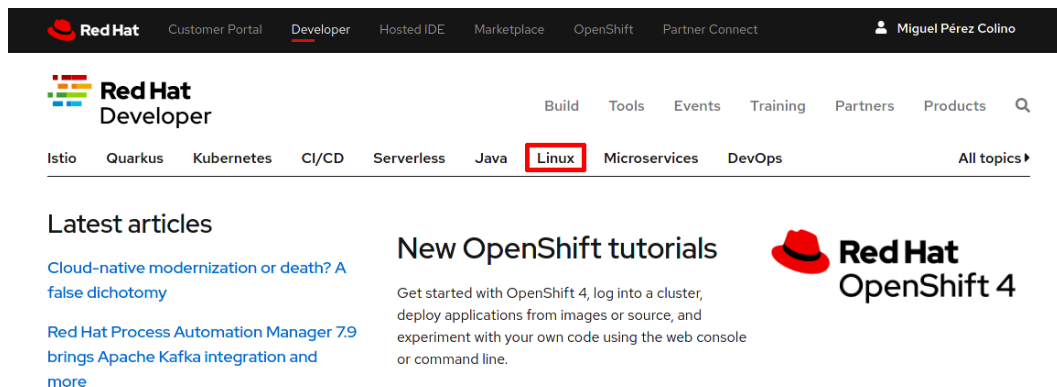 Red Hat Customer Portal Developer Hosted IDE Marketplace OpenShift Partner Connect Miguel Pérez Colino
Red Hat
Developer
Build Tools Events Training Partners Products
Istio Quarkus Kubernetes CI/CD Serverless Java Linux Microservices DevOps All topics
Latest articles
Cloud-native modernization or death? A
false dichotomy
Red Hat Process Automation Manager 7.9
brings Apache Kafka integration and
more
New OpenShift tutorials
Get started with OpenShift 4, log into a cluster,
deploy applications from images or source, and
experiment with your own code using the web console
or command line.
Red Hat
OpenShift 4